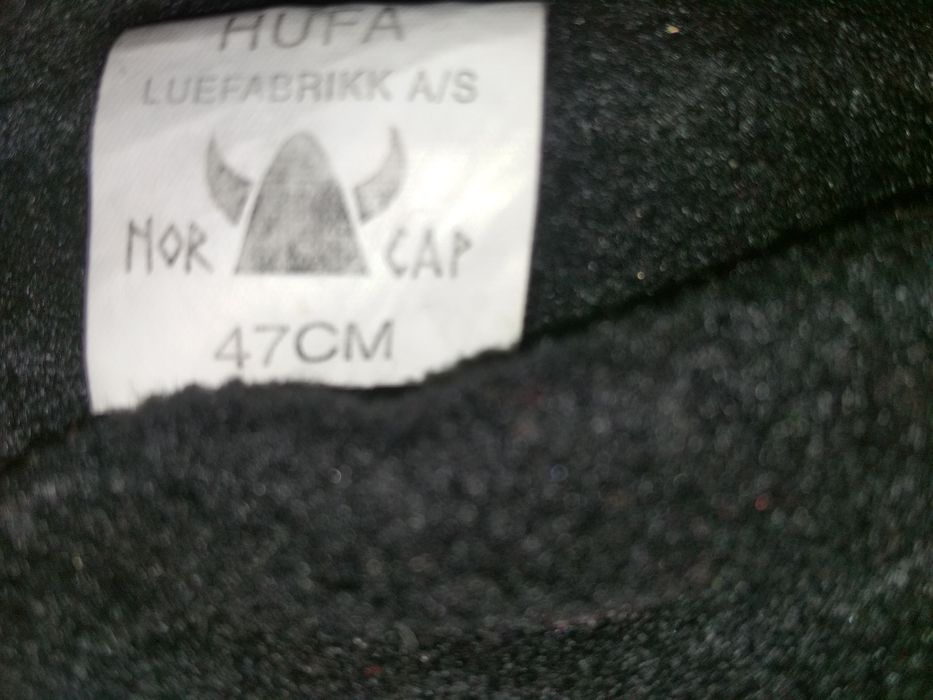 HUFA
LUEFABRIKK A/S
NOR CAP
47CM